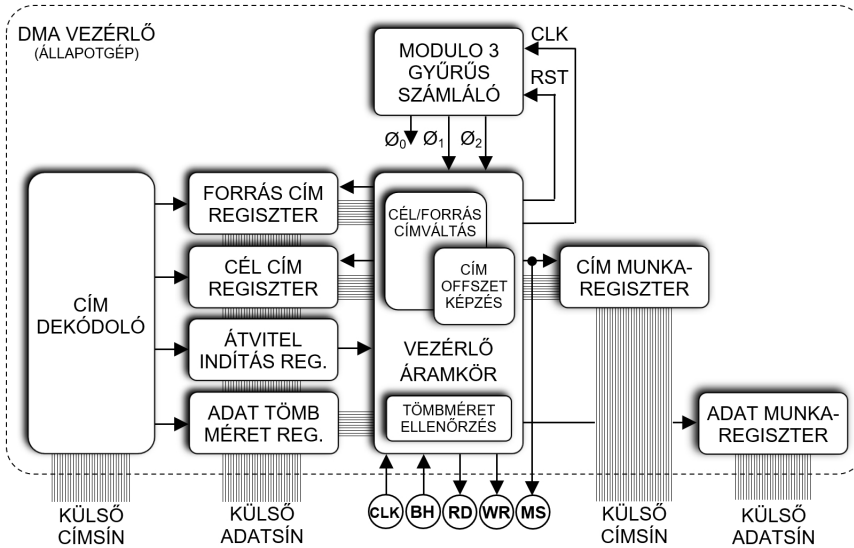 DMA VEZÉRLŐ
(ÁLLAPOTGÉP)
MODULO 3
GYŰRŰS
SZÁMLÁLÓ
CLK
RST
Ø0
Ø1
Ø2
CÍM
DEKÓDOLÓ
FORRÁS CÍM
REGISZTER
CÉL CÍM
REGISZTER
ÁTVITEL
INDÍTÁS REG.
ADAT TÖMB
MÉRET REG.
CÉL/FORRÁS
CÍMVÁLTÁS
CÍM
OFFSZET
KÉPZÉS
VEZÉRLŐ
ÁRAMKÖR
TÖMBMÉRET
ELLENŐRZÉS
CÍM MUNKA-
REGISZTER
ADAT MUNKA-
REGISZTER
CLK
BH
RD
WR
MS
KÜLSŐ
CÍMSÍN
KÜLSŐ
ADATSÍN
KÜLSŐ
CÍMSÍN
KÜLSŐ
ADATSÍN